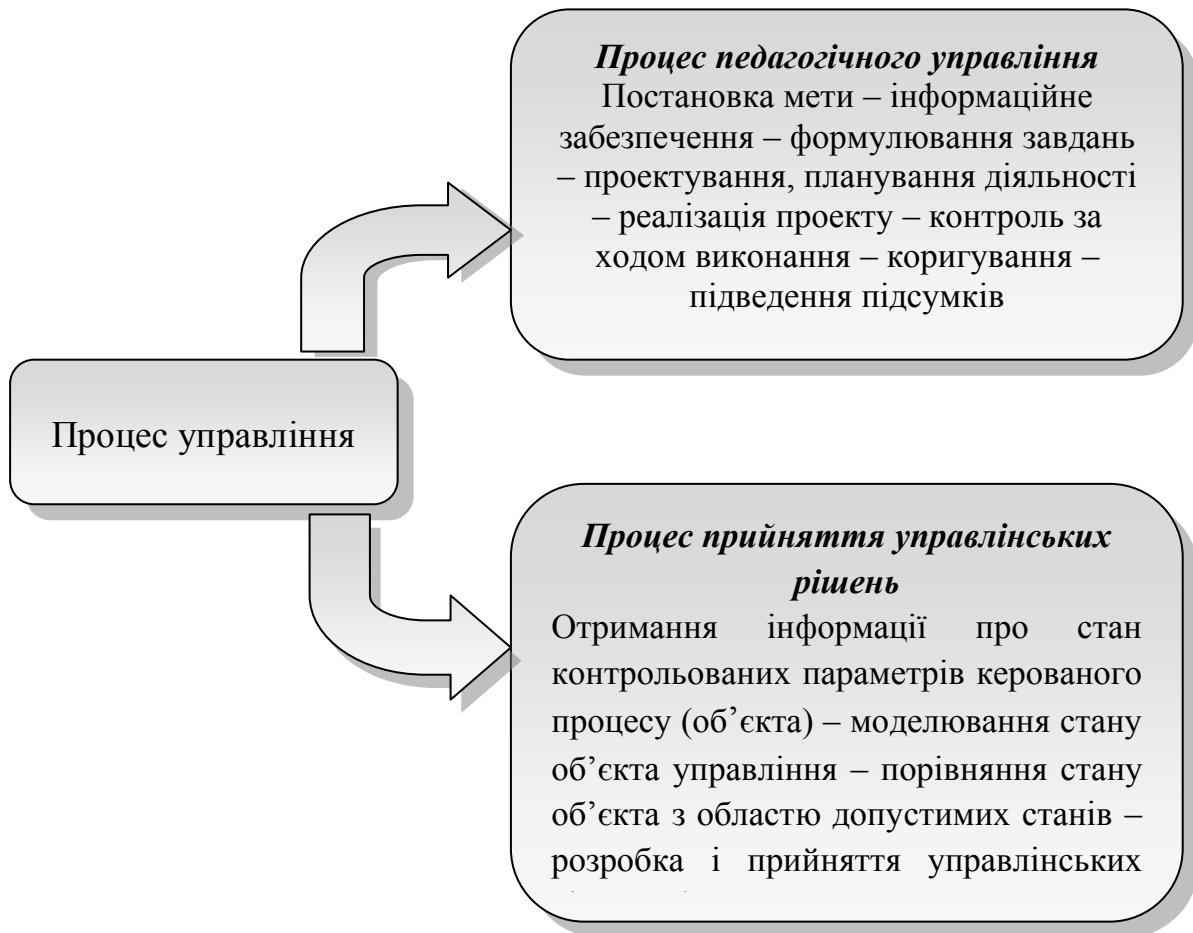 Процес педагогічного управління
Постановка мети – інформаційне
забезпечення – формулювання завдань
– проектування, планування діяльності
– реалізація проекту – контроль за
ходом виконання – коригування –
підведення підсумків
Процес управління
Процес прийняття управлінських
рішень
Отримання інформації про стан
контрольованих параметрів керованого
процесу (об’єкта) – моделювання стану
об’єкта управління – порівняння стану
об’єкта з областю допустимих станів –
розробка і прийняття управлінських